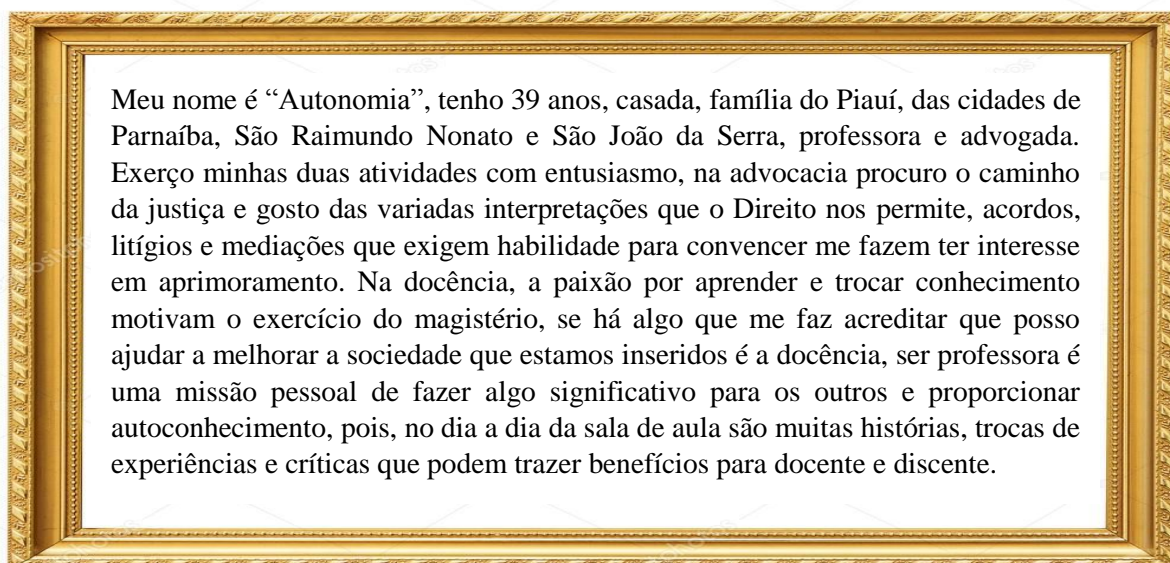 Meu nome é “Autonomia”, tenho 39 anos, casada, família do Piauí, das cidades de
Parnaíba, São Raimundo Nonato e São João da Serra, professora e advogada.
Exerço minhas duas atividades com entusiasmo, na advocacia procuro o caminho
da justiça e gosto das variadas interpretações que o Direito nos permite, acordos,
litígios e mediações que exigem habilidade para convencer me fazem ter interesse
em aprimoramento. Na docência, a paixão por aprender e trocar conhecimento
motivam o exercício do magistério, se há algo que me faz acreditar que posso
ajudar a melhorar a sociedade que estamos inseridos é a docência, ser professora é
uma missão pessoal de fazer algo significativo para os outros e proporcionar
autoconhecimento, pois, no dia a dia da sala de aula são muitas histórias, trocas de
experiências e críticas que podem trazer benefícios para docente e discente.